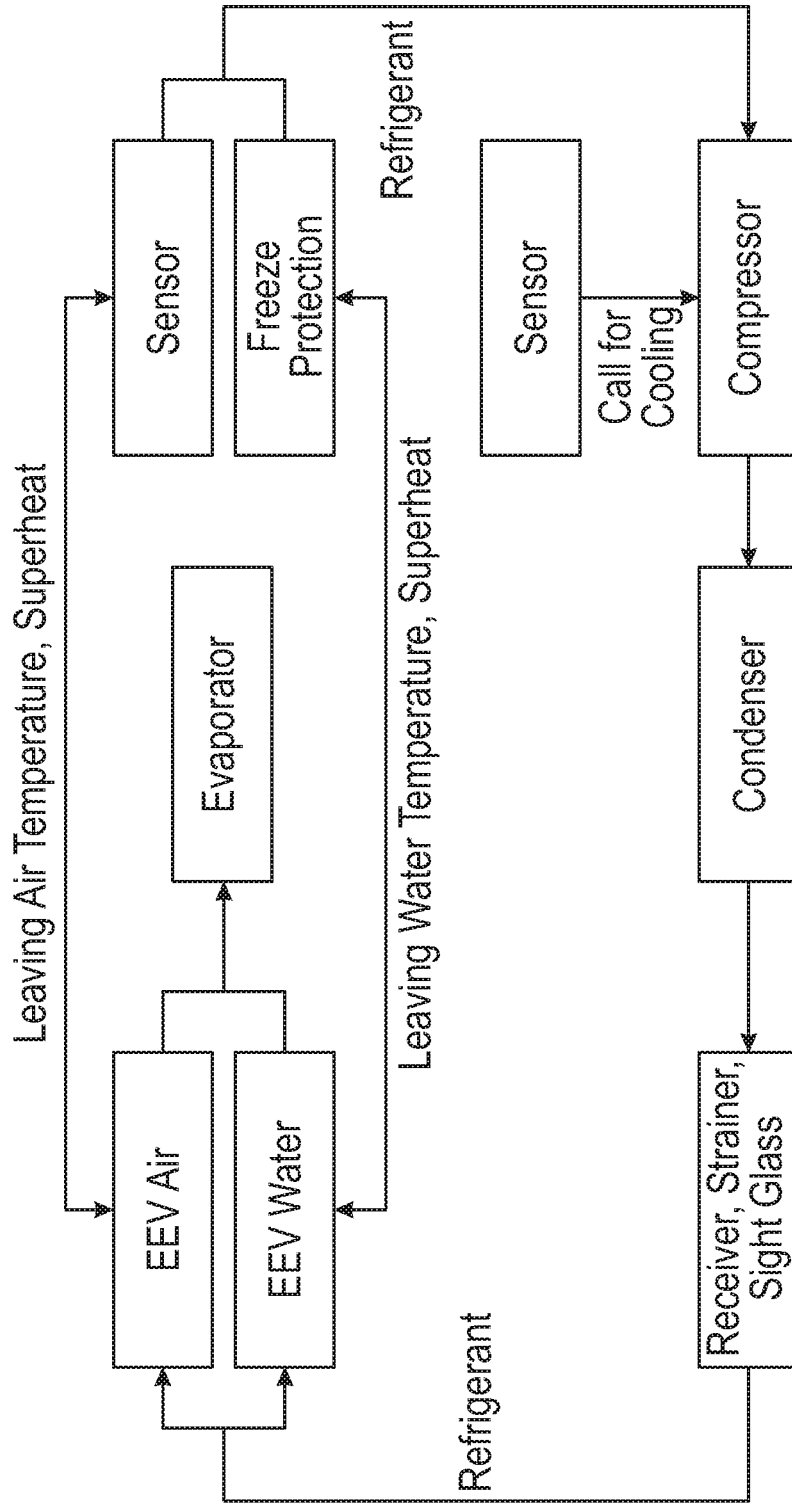 Leaving Air Temperature, Superheat
EEV Air
EEV Water
Evaporator
Sensor
Freeze
Protection
Leaving Water Temperature, Superheat
Refrigerant
Refrigerant
Sensor
Call for
Cooling
Receiver, Strainer,
Sight Glass
Condenser
Compressor